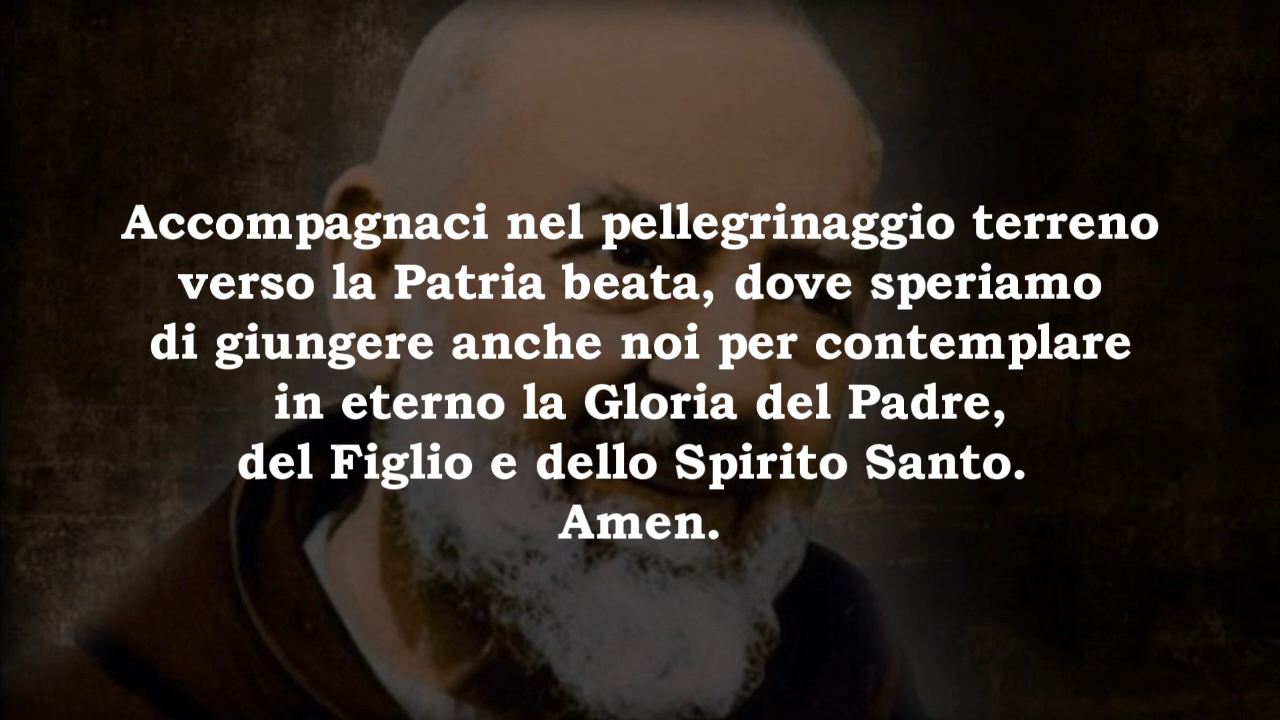 Accompagnaci nel pellegrinaggio terreno
verso la Patria beata, dove speriamo
di giungere anche noi per contemplare
in eterno la Gloria del Padre,
del Figlio e dello Spirito Santo.
Amen.